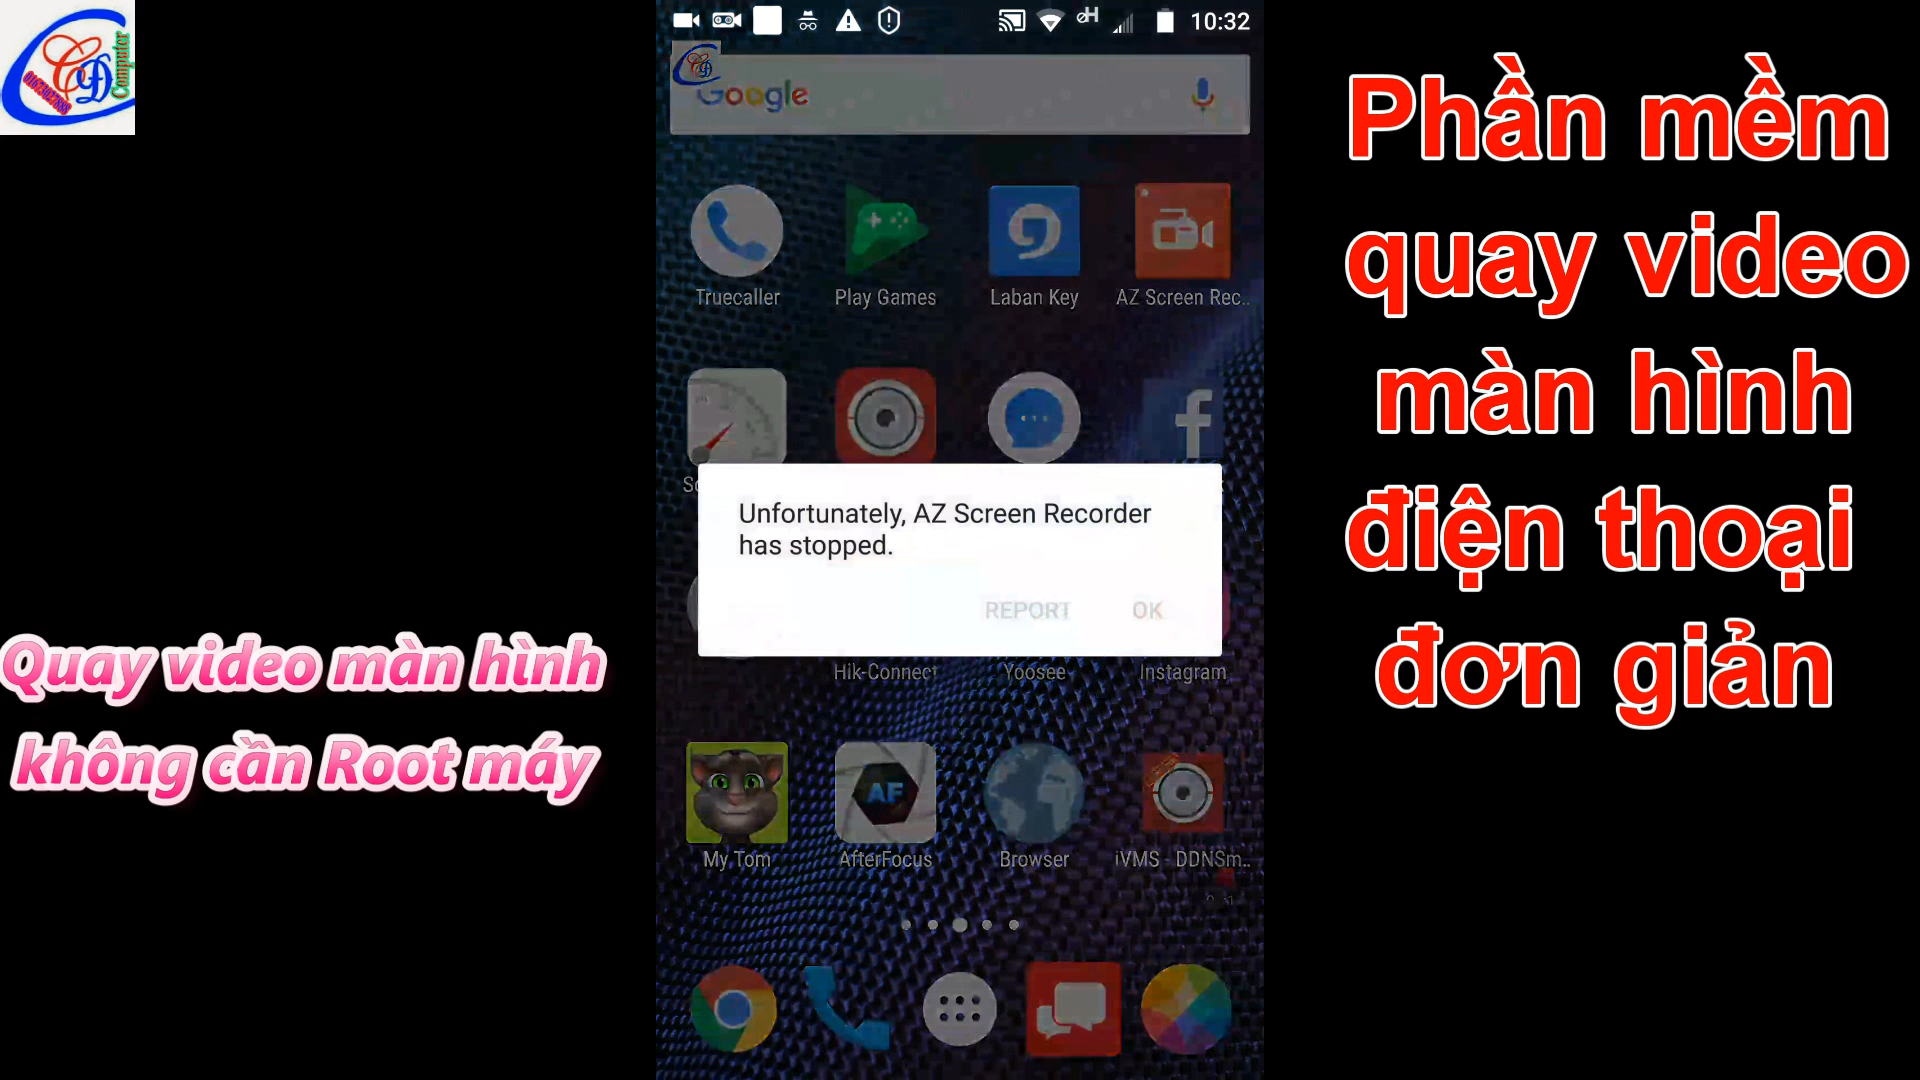 Computer
10:32
Google
Truecaller
Play Games
Laban Key
AZ Screen Rec..
Unfortunately, AZ Screen Recorder
has stopped.
REPORT
OK
Hik-Connect
Yoosee
Instagram
AF
My Tom
AfterFocus
Browser
iVMS - DDNSm..
Quay video màn hình
không cần Root máy
Phần mềm
quay video
màn hình
điện thoại
đơn giản